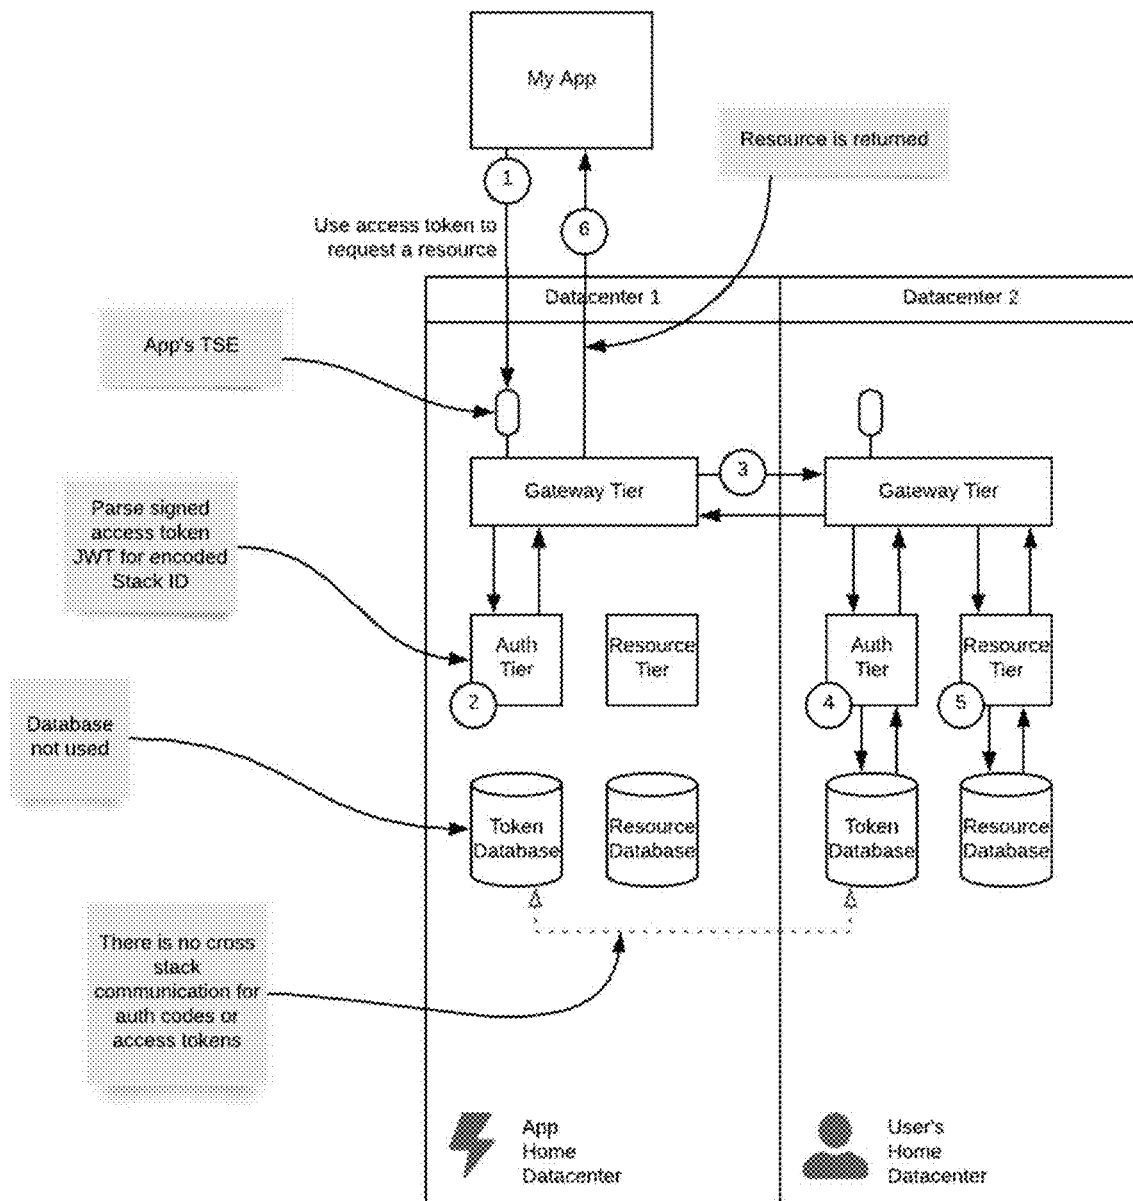 My App
Resource is returned
1
6
Use access token to
request a resource
Datacenter 1
Datacenter 2
App's TSE
3
Gateway Tier
Gateway Tier
Parse signed
access token
JWT for encoded
Stack ID
Auth
Tier
Resource
Tier
Auth
Tier
Resource
Tier
2
4
5
Database
not used
Token
Database
Resource
Database
Token
Database
Resource
Database
There is no cross
stack
communication for
auth codes or
access tokens
App
Home
Datacenter
User's
Home
Datacenter